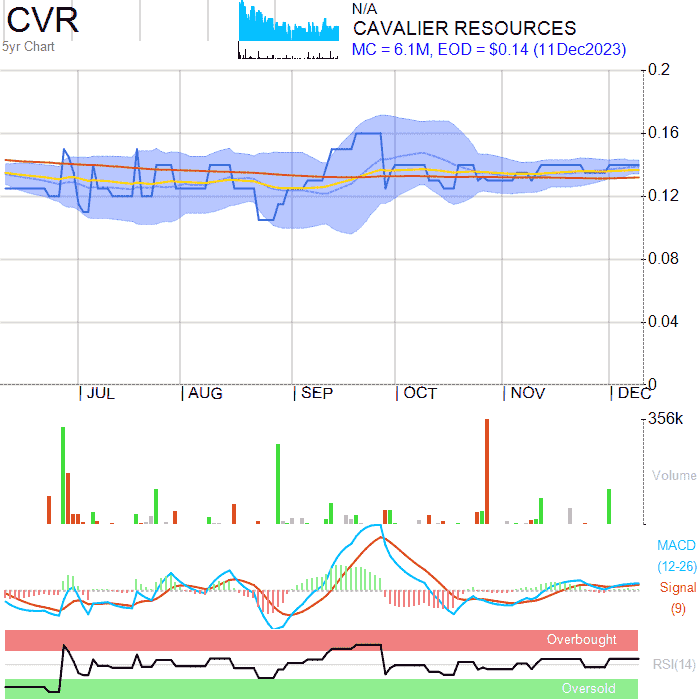 CVR
5yr Chart
N/A
CAVALIER RESOURCES
MC = 6.1M, EOD = $0.14 (11Dec2023)
0.2
0.16
0.12
0.08
0.04
0
JUL AUG SEP OCT NOV DEC
356k
Volume
MACD
(12-26)
Signal
(9)
Overbought
RSI(14)
Oversold